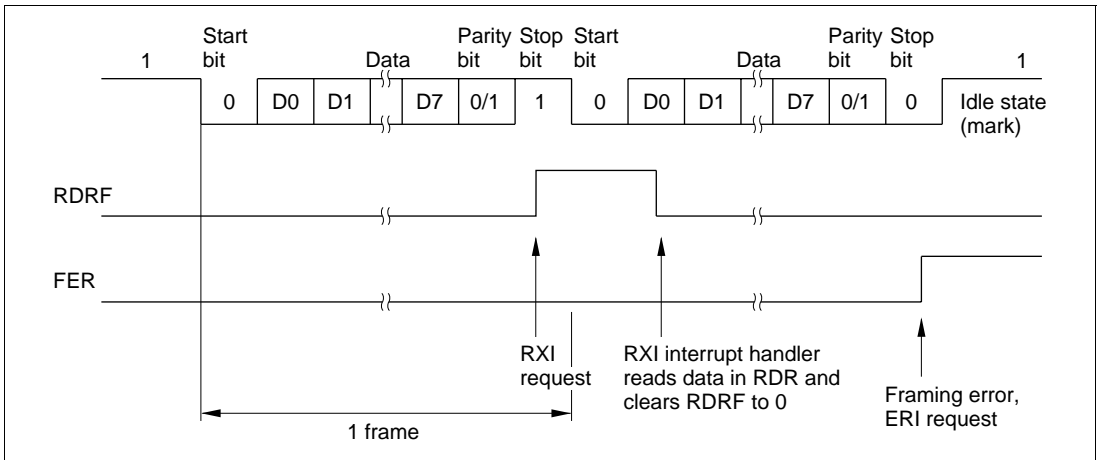 Start Parity Stop Start Parity Stop
1 bit Data bit bit bit Data bit bit 1
0 D0 D1 D7 0/1 1 0 D0 D1 D7 0/1 0 Idle state
(mark)
RDRF
FER
RXI
request
RXI interrupt handler
reads data in RDR and
clears RDRF to 0
Framing error,
ERI request
1 frame